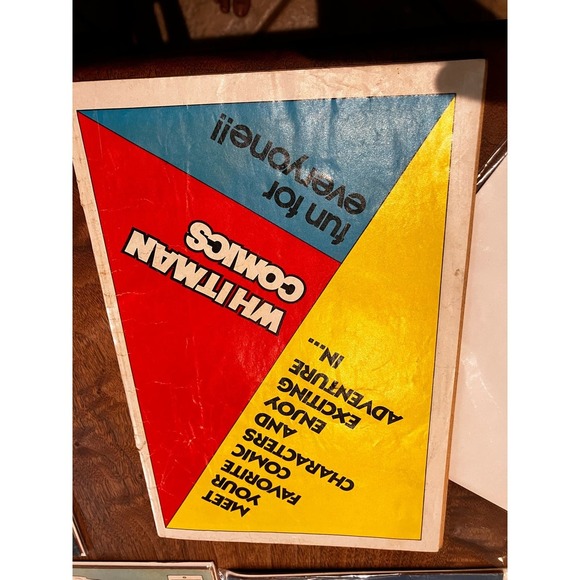 MEET
YOUR
FAVORITE
COMIC
CHARACTERS
AND
ENJOY
EXCITING
ADVENTURE
IN...
WHITMAN
COMICS
fun for
everyone!!